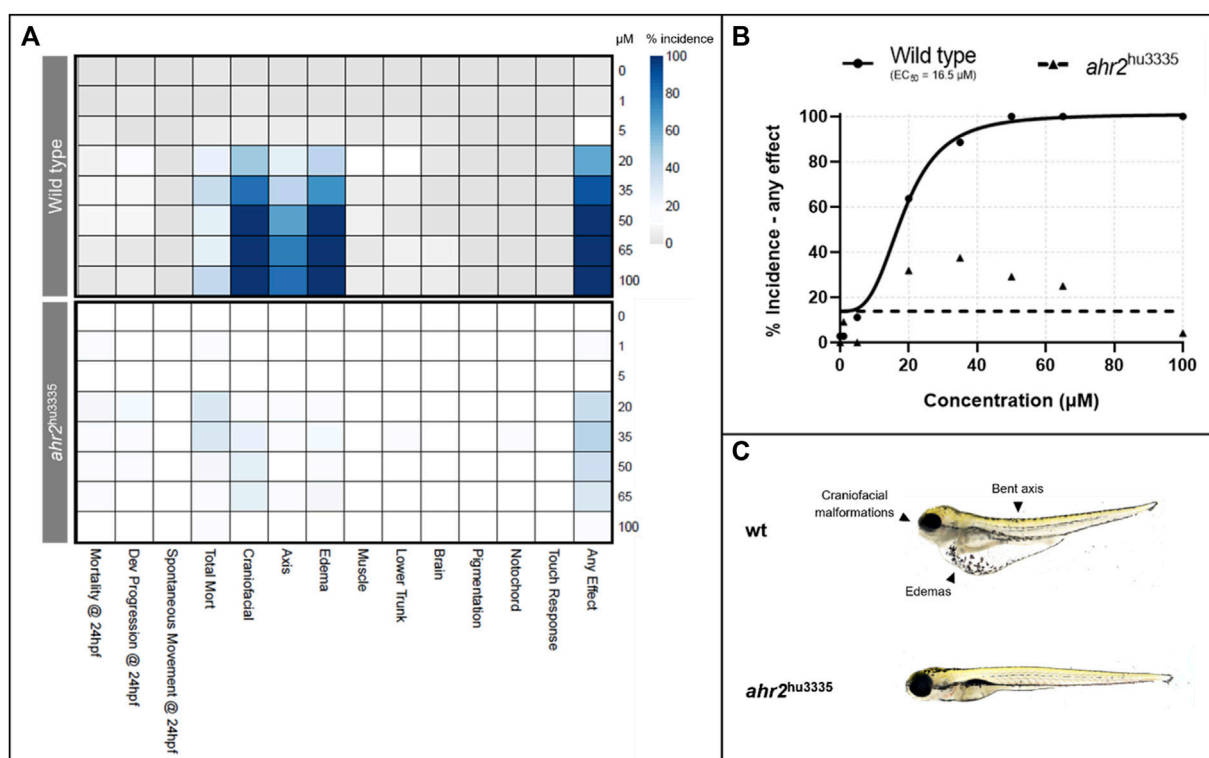 A
µM
% incidence
Wild type
0
1
5
20
35
50
65
100
100
80
60
40
20
0
ahr2hu3335
0
1
5
20
35
50
65
100
Mortality @ 24hpf
Dev Progression @ 24hpf
Spontaneous Movement @ 24hpf
Total Mort
Craniofacial
Axis
Edema
Muscle
Lower Trunk
Brain
Pigmentation
Notochord
Touch Response
Any Effect
B
Wild type
(EC50 = 16.5 µM)
ahr2hu3335
% Incidence - any effect
100
80
60
40
20
0
0
20
40
60
80
100
Concentration (µM)
C
wt
Craniofacial
malformations
Bent axis
Edemas
ahr2hu3335